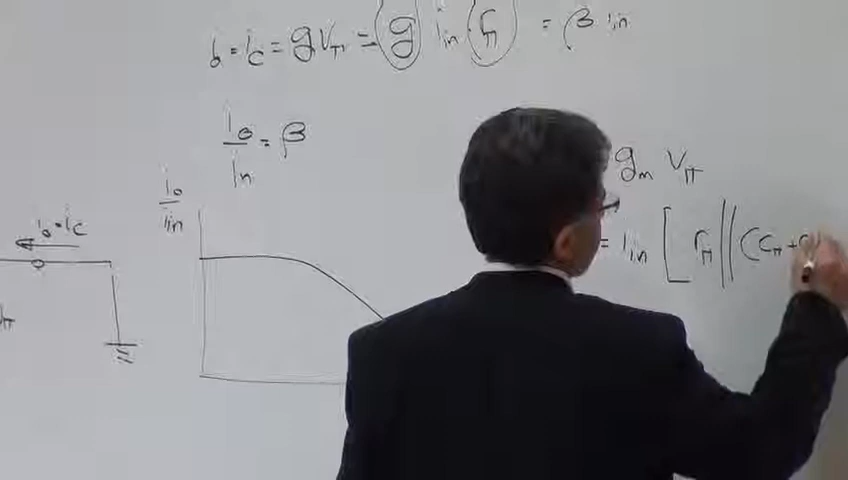 i₀ = i_C = g V_π = (g) i_in (r_π) = β i_in
i₀/i_in = β
i₀/i_in
i₀ = i_C
g_m V_π
= i_in [ r_π || (C_π +